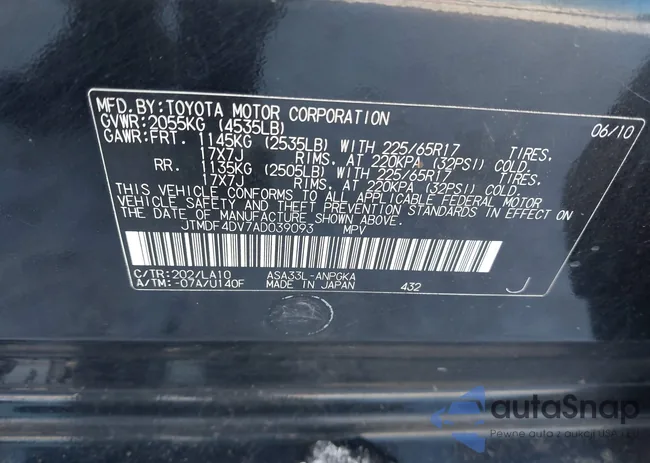 MFD. BY: TOYOTA MOTOR CORPORATION 06/10
GVWR: 2055KG (4535LB)
GAWR: FRT. 1145KG (2535LB) WITH 225/65R17 TIRES.
17X7J RIMS. AT 220KPA (32PSI) COLD.
RR. 1135KG (2505LB) WITH 225/65R17 TIRES.
17X7J RIMS. AT 220KPA (32PSI) COLD.
THIS VEHICLE CONFORMS TO ALL APPLICABLE FEDERAL MOTOR
VEHICLE SAFETY AND THEFT PREVENTION STANDARDS IN EFFECT ON
THE DATE OF MANUFACTURE SHOWN ABOVE.
JTMDF4DV7AD039093 MPV
C/TR: 202/LA10 ASA33L-ANPGKA
A/TM: -07A/U140F MADE IN JAPAN 432 J
autoSnap
Pewne auta z aukcji